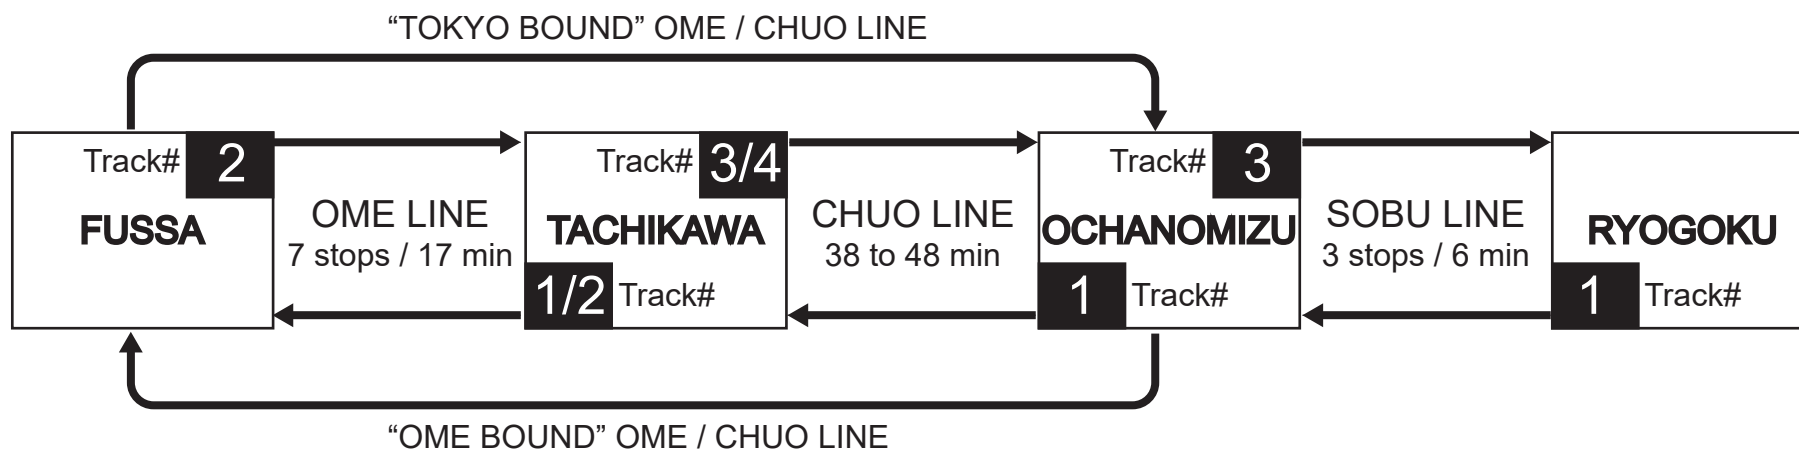 “TOKYO BOUND” OME / CHUO LINE
Track# 2
FUSSA
OME LINE
7 stops / 17 min
Track# 3/4
TACHIKAWA
1/2 Track#
CHUO LINE
38 to 48 min
Track# 3
OCHANOMIZU
1 Track#
SOBU LINE
3 stops / 6 min
RYOGOKU
1 Track#
“OME BOUND” OME / CHUO LINE